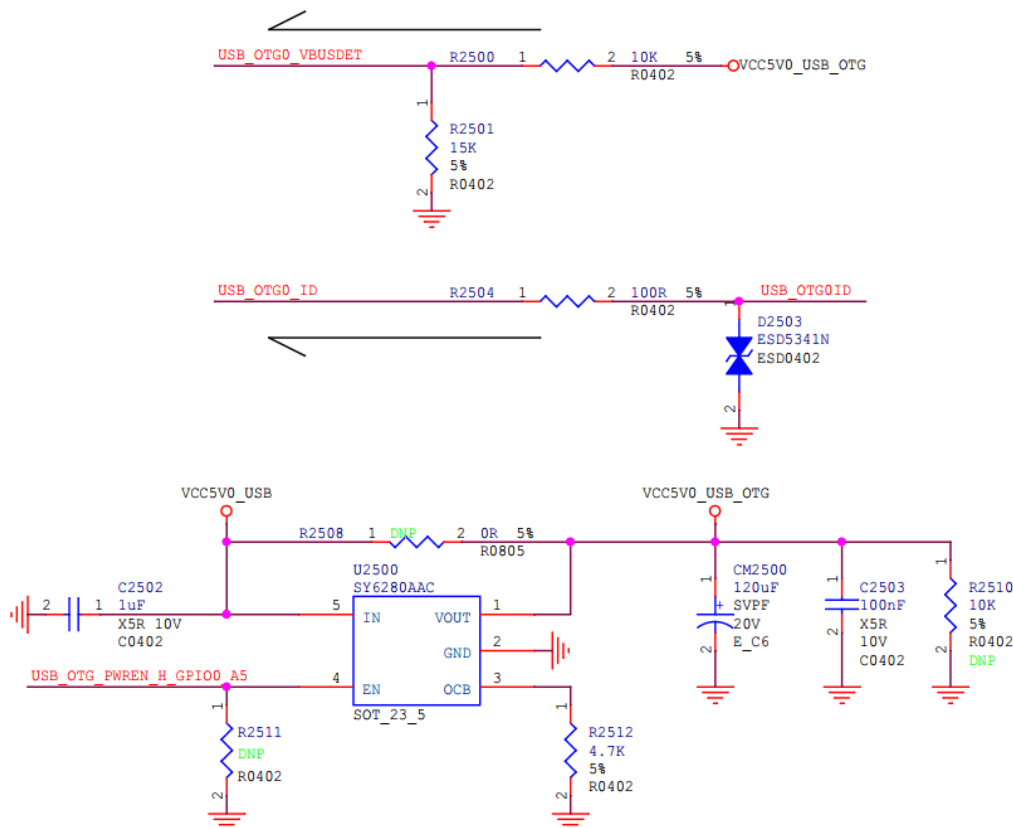 USB_OTG0_VBUSDET
R2500 1 2 10K 5%
R0402
VCC5V0_USB_OTG
1
R2501
15K
5%
R0402
2
USB_OTG0_ID
R2504 1 2 100R 5%
R0402
USB_OTG0ID
1
D2503
ESD5341N
ESD0402
2
VCC5V0_USB
VCC5V0_USB_OTG
R2508 1 DNP 2 0R 5%
R0805
C2502
2 1 1uF
X5R 10V
C0402
U2500
SY6280AAC
5 IN VOUT 1
GND 2
4 EN OCB 3
SOT_23_5
USB_OTG_PWREN_H_GPIO0_A5
1
R2511
DNP
R0402
2
1
R2512
4.7K
5%
R0402
2
1
CM2500
120uF
+ SVPF
20V
E_C6
2
1
C2503
100nF
X5R
10V
C0402
2
1
R2510
10K
5%
R0402
DNP
2